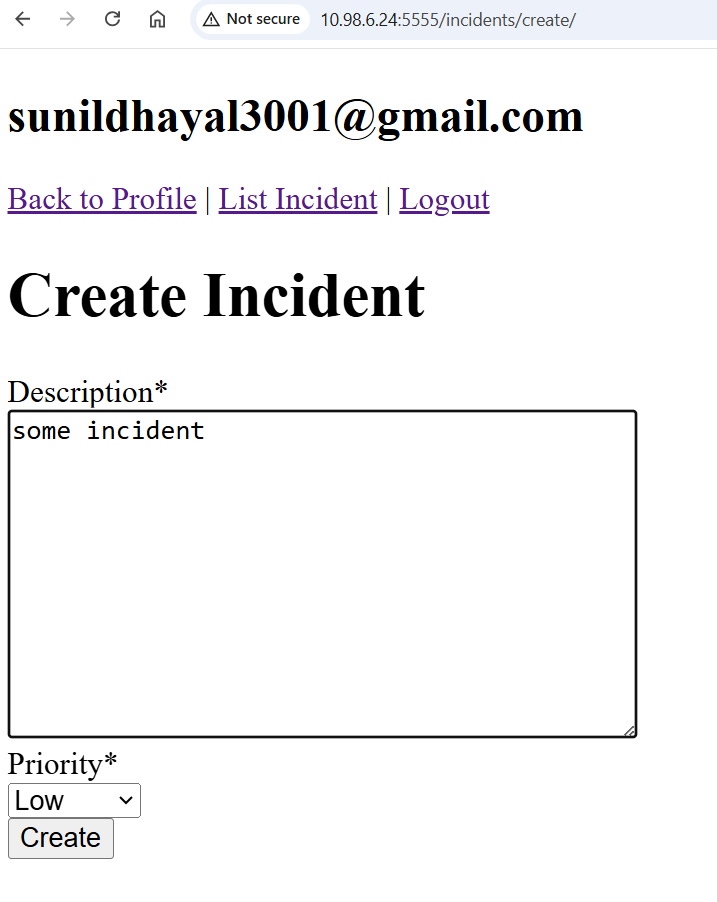 Not secure 10.98.6.24:5555/incidents/create/
sunildhayal3001@gmail.com
Back to Profile | List Incident | Logout
Create Incident
Description*
some incident
Priority*
Low
Create